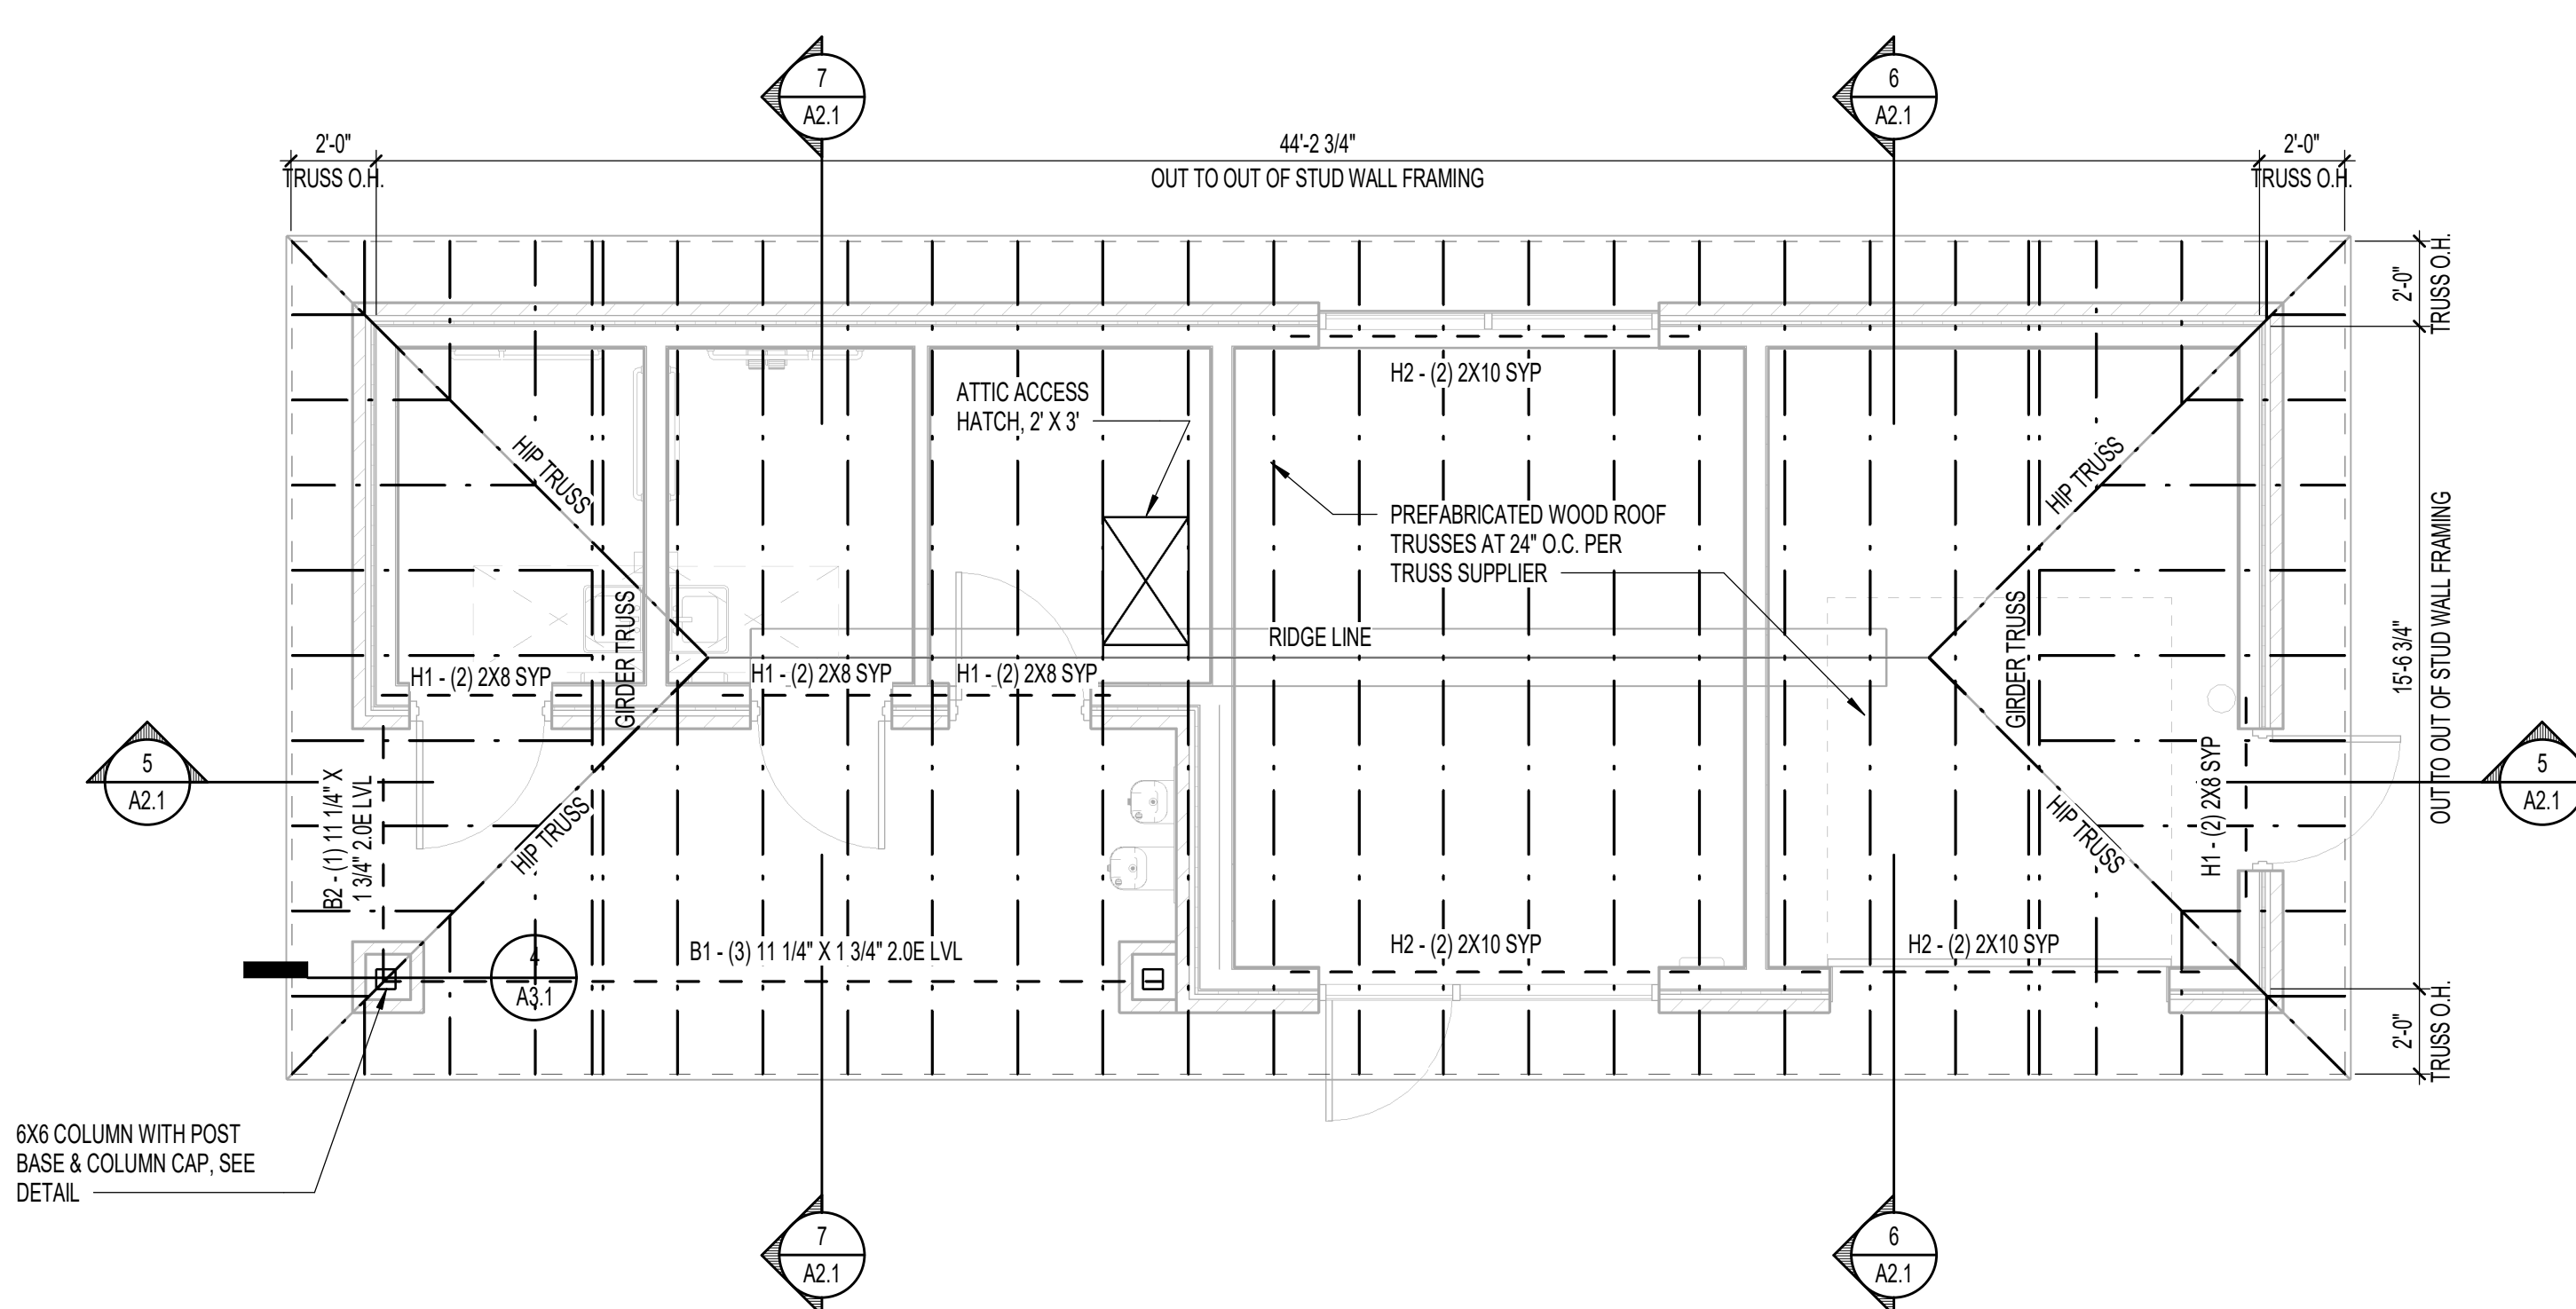 7
A2.1
6
A2.1
2'-0"
TRUSS O.H.
44'-2 3/4"
OUT TO OUT OF STUD WALL FRAMING
2'-0"
TRUSS O.H.
2'-0"
TRUSS O.H.
H2 - (2) 2X10 SYP
ATTIC ACCESS
HATCH, 2' X 3'
HIP TRUSS
HIP TRUSS
PREFABRICATED WOOD ROOF
TRUSSES AT 24" O.C. PER
TRUSS SUPPLIER
RIDGE LINE
GIRDER TRUSS
GIRDER TRUSS
15'-6 3/4"
OUT TO OUT OF STUD WALL FRAMING
H1 - (2) 2X8 SYP
H1 - (2) 2X8 SYP
H1 - (2) 2X8 SYP
5
A2.1
B2 - (1) 11 1/4" X
1 3/4" 2.0E LVL
HIP TRUSS
HIP TRUSS
H1 - (2) 2X8 SYP
5
A2.1
4
A3.1
B1 - (3) 11 1/4" X 1 3/4" 2.0E LVL
H2 - (2) 2X10 SYP
H2 - (2) 2X10 SYP
2'-0"
TRUSS O.H.
6X6 COLUMN WITH POST
BASE & COLUMN CAP, SEE
DETAIL
7
A2.1
6
A2.1